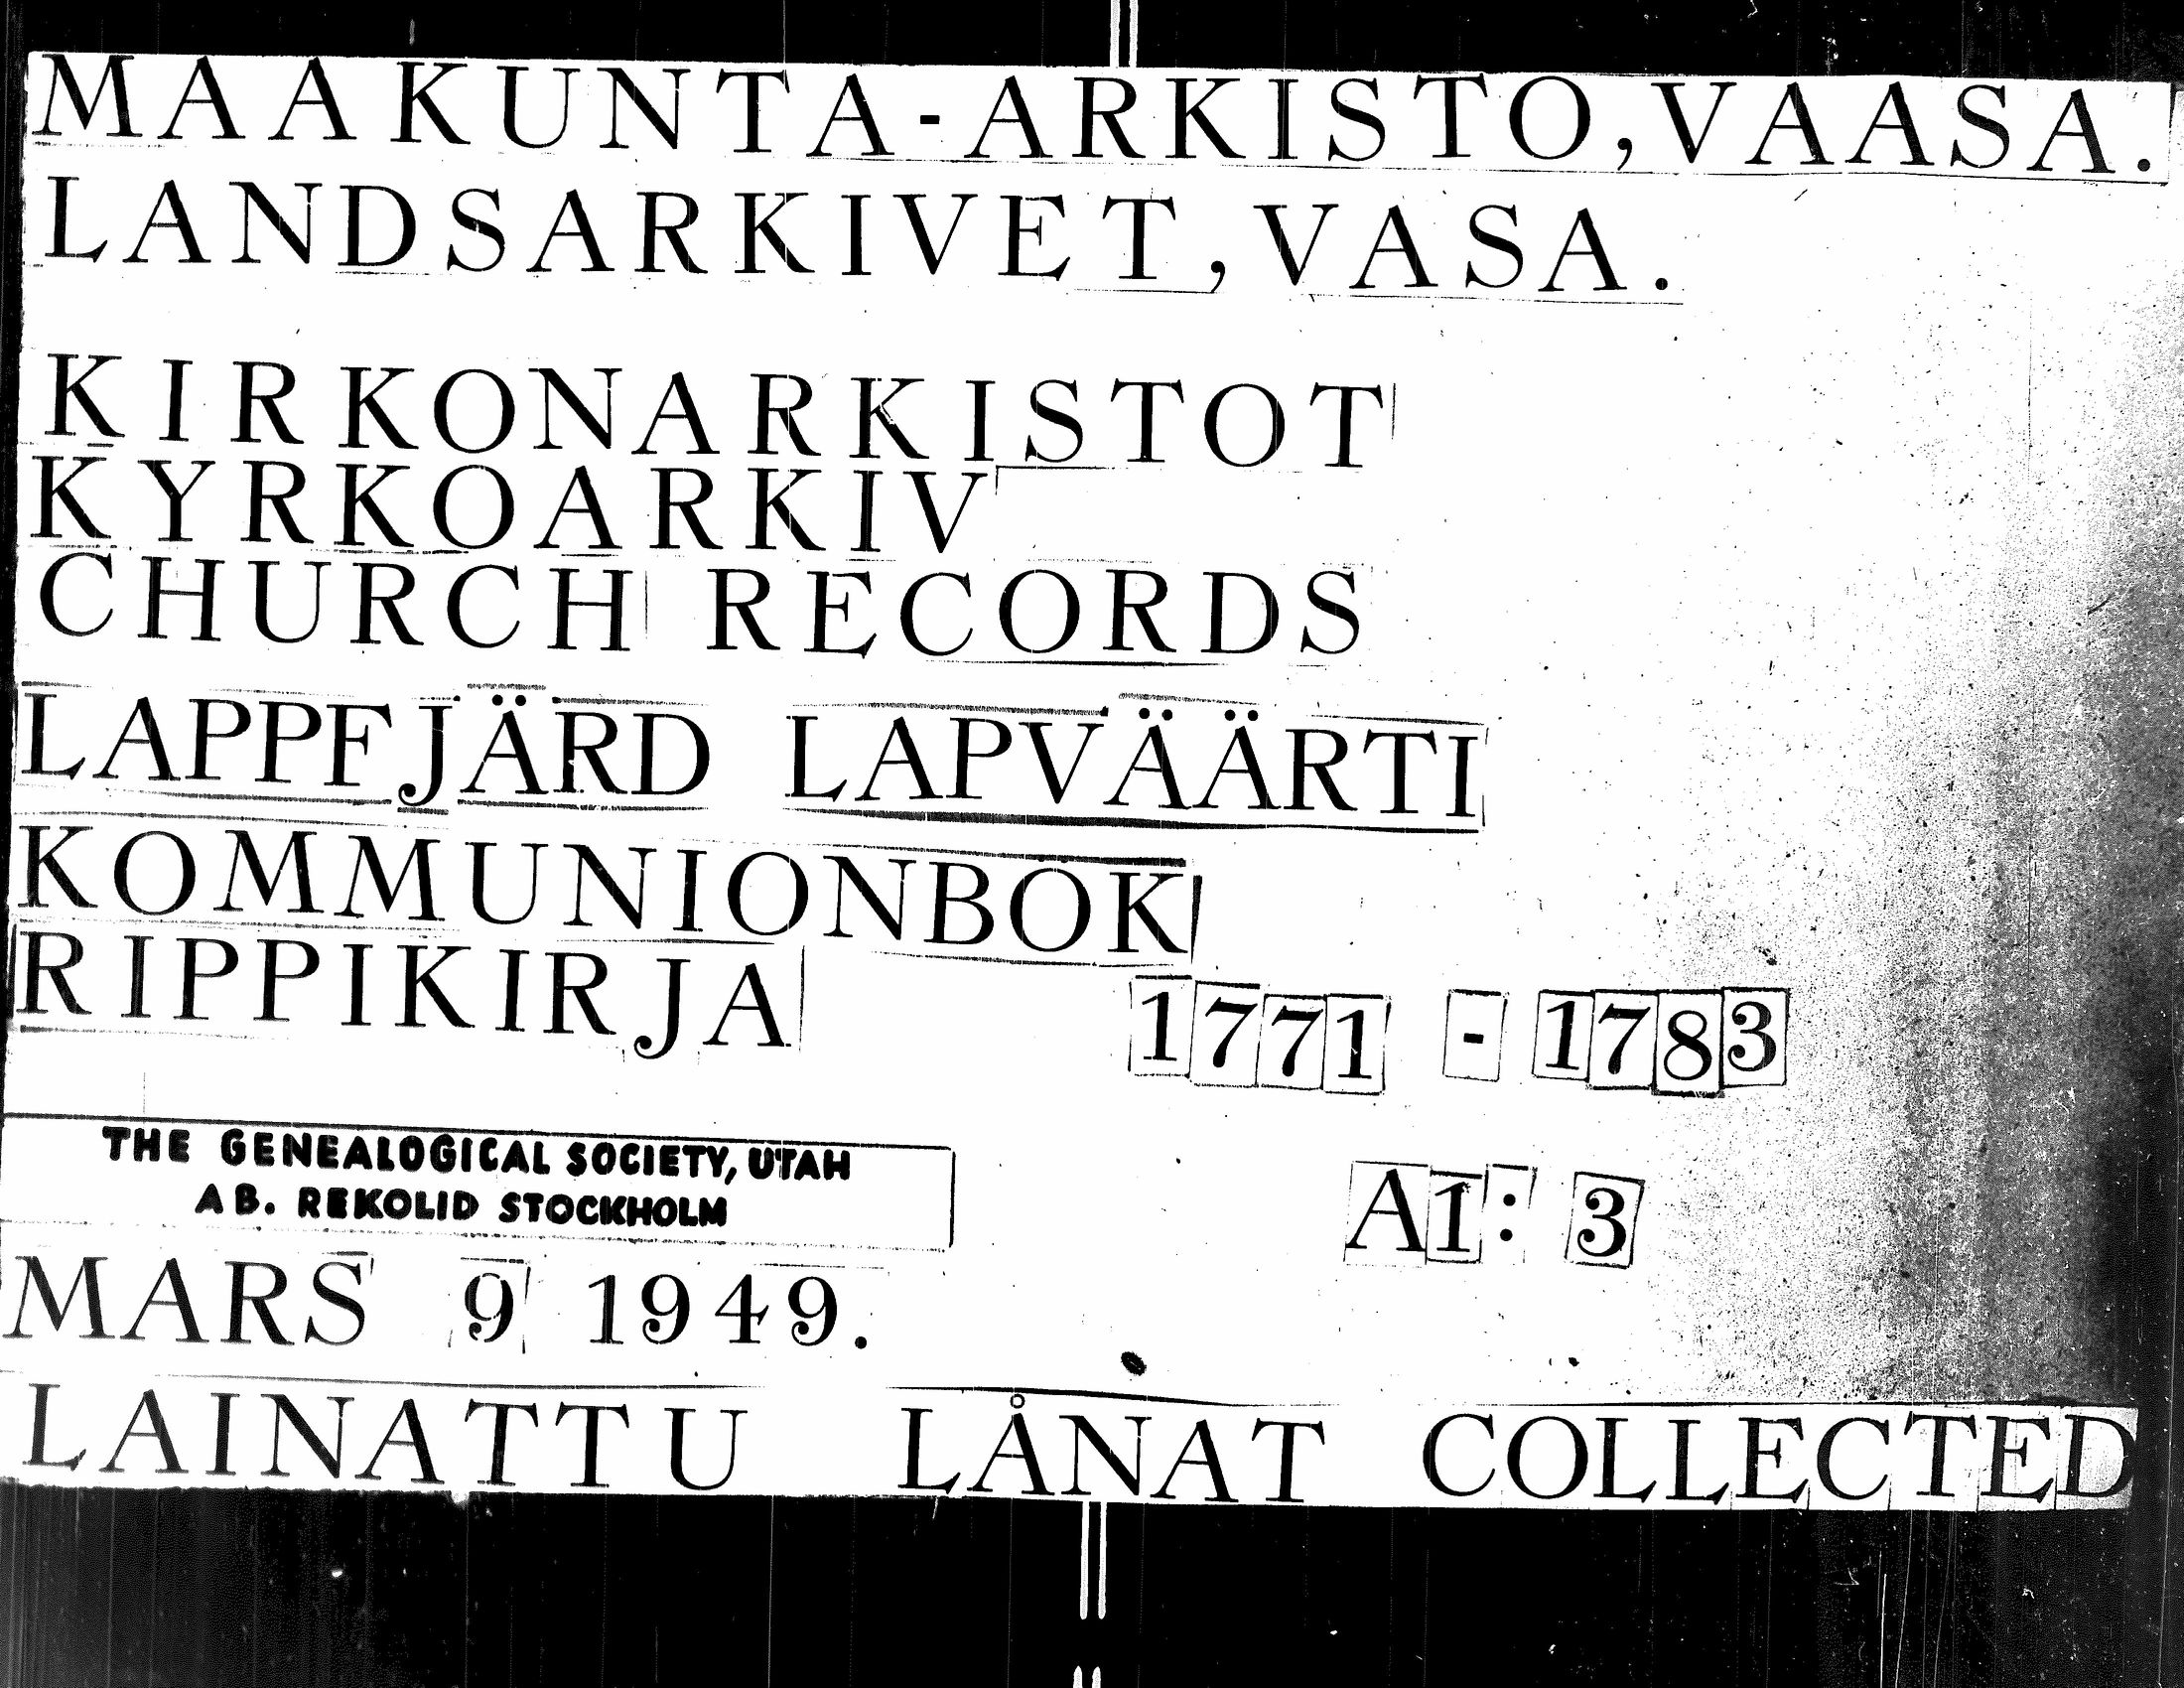 MAAKUNTA-ARKISTO, VAASA.
LANDSARKIVET, VASA.
KIRKONARKISTOT
KYRKOARKIV
CHURCH RECORDS
LAPPFJÄRD LAPVÄÄRTI
KOMMUNIONBOK
RIPPIKIRJA 1771 - 1783
THE GENEALOGICAL SOCIETY, UTAH
AB. REKOLID STOCKHOLM
A1: 3
MARS 9 1949.
LAINATTU LÅNAT COLLECTED